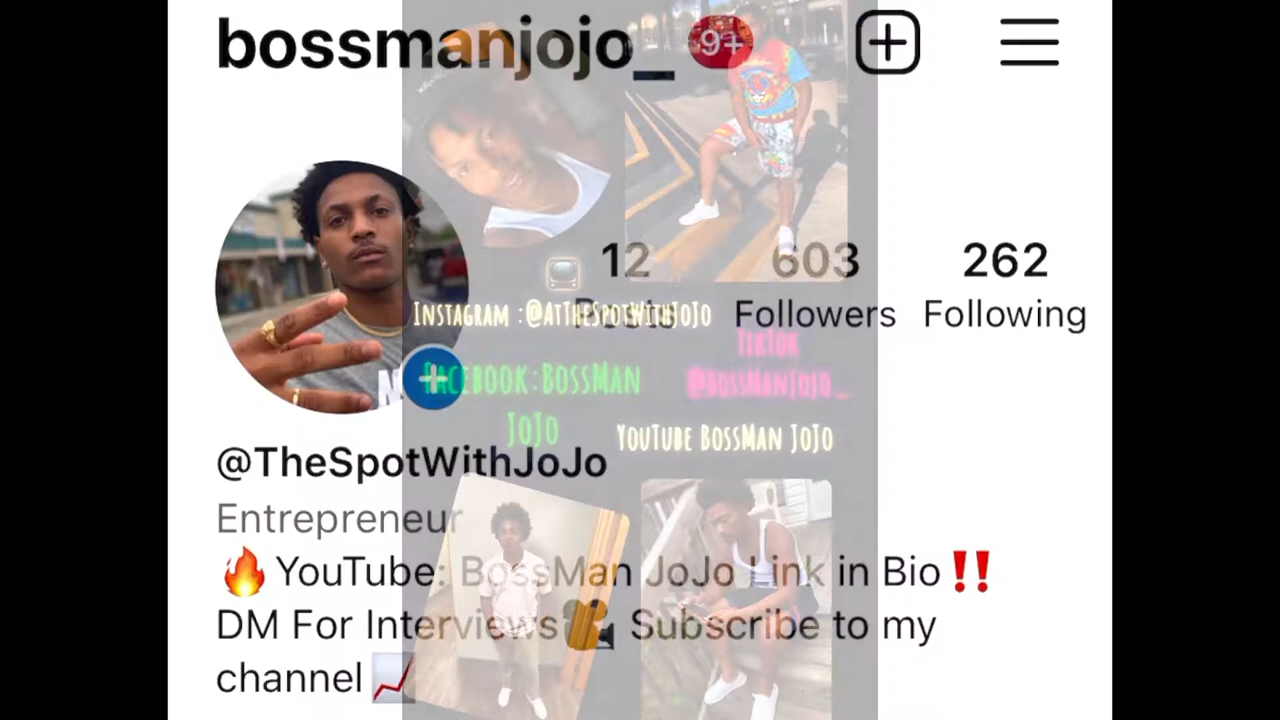 bossmanjojo_ 9+
12 603 262
Posts Followers Following
Instagram :@AtTheSpotWithJoJo
TikTok
@BossManJoJo_
Facebook:BossMan
JoJo
YouTube BossMan JoJo
@TheSpotWithJoJo
Entrepreneur
🔥 YouTube: BossMan JoJo Link in Bio‼️
DM For Interviews🎥 Subscribe to my
channel 📈